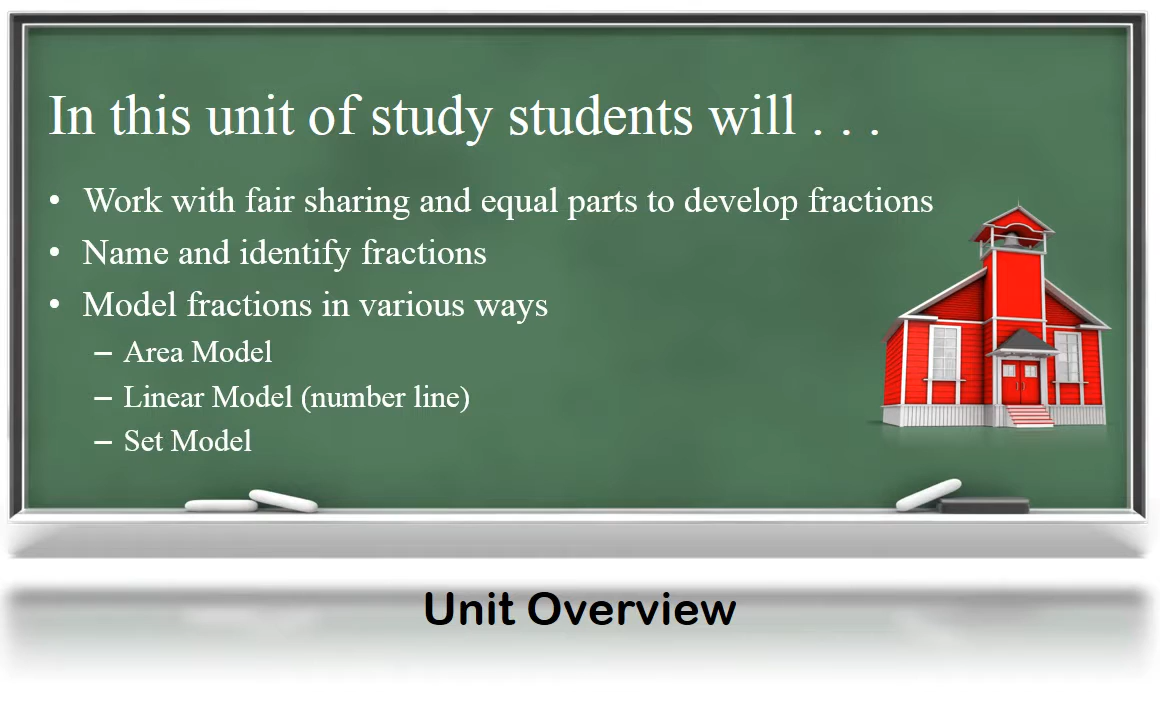 In this unit of study students will . . .
• Work with fair sharing and equal parts to develop fractions
• Name and identify fractions
• Model fractions in various ways
– Area Model
– Linear Model (number line)
– Set Model
Unit Overview